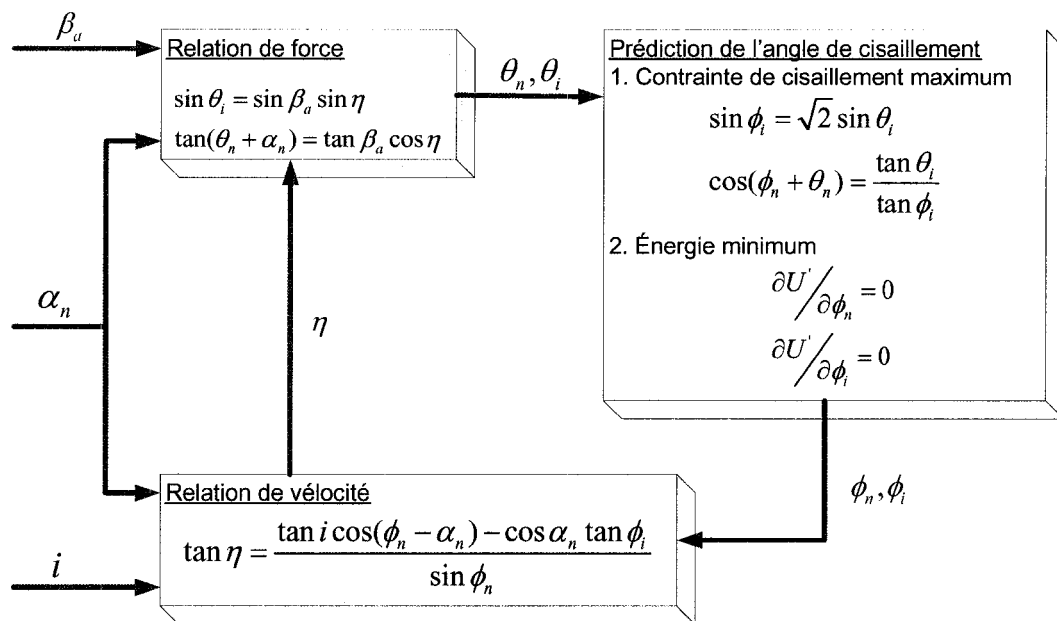 β_a
Relation de force
sin θ_i = sin β_a sin η
tan(θ_n + α_n) = tan β_a cos η
θ_n, θ_i
Prédiction de l'angle de cisaillement
1. Contrainte de cisaillement maximum
sin φ_i = √2 sin θ_i
cos(φ_n + θ_n) = tan θ_i / tan φ_i
2. Énergie minimum
∂U' / ∂φ_n = 0
∂U' / ∂φ_i = 0
α_n
η
φ_n, φ_i
Relation de vélocité
tan η = (tan i cos(φ_n − α_n) − cos α_n tan φ_i) / sin φ_n
i